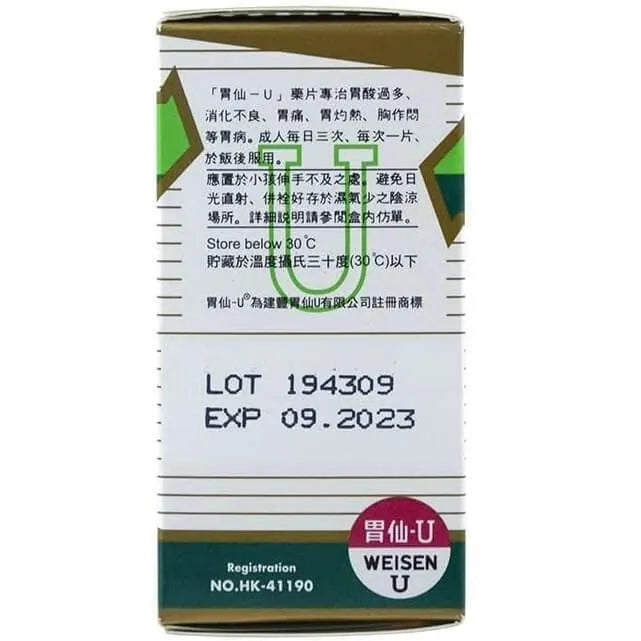 「胃仙－U」藥片專治胃酸過多、
消化不良、胃痛、胃灼熱、胸作悶
等胃病。成人每日三次、每次一片、
於飯後服用。
應置於小孩伸手不及之處。避免日
光直射、併栓好存於濕氣少之陰涼
場所。詳細説明請參閱盒内仿單。
Store below 30℃
貯藏於溫度攝氏三十度(30℃)以下
胃仙-U®為建豐胃仙U有限公司註冊商標
U
LOT 194309
EXP 09.2023
胃仙-U
WEISEN
U
Registration
NO.HK-41190